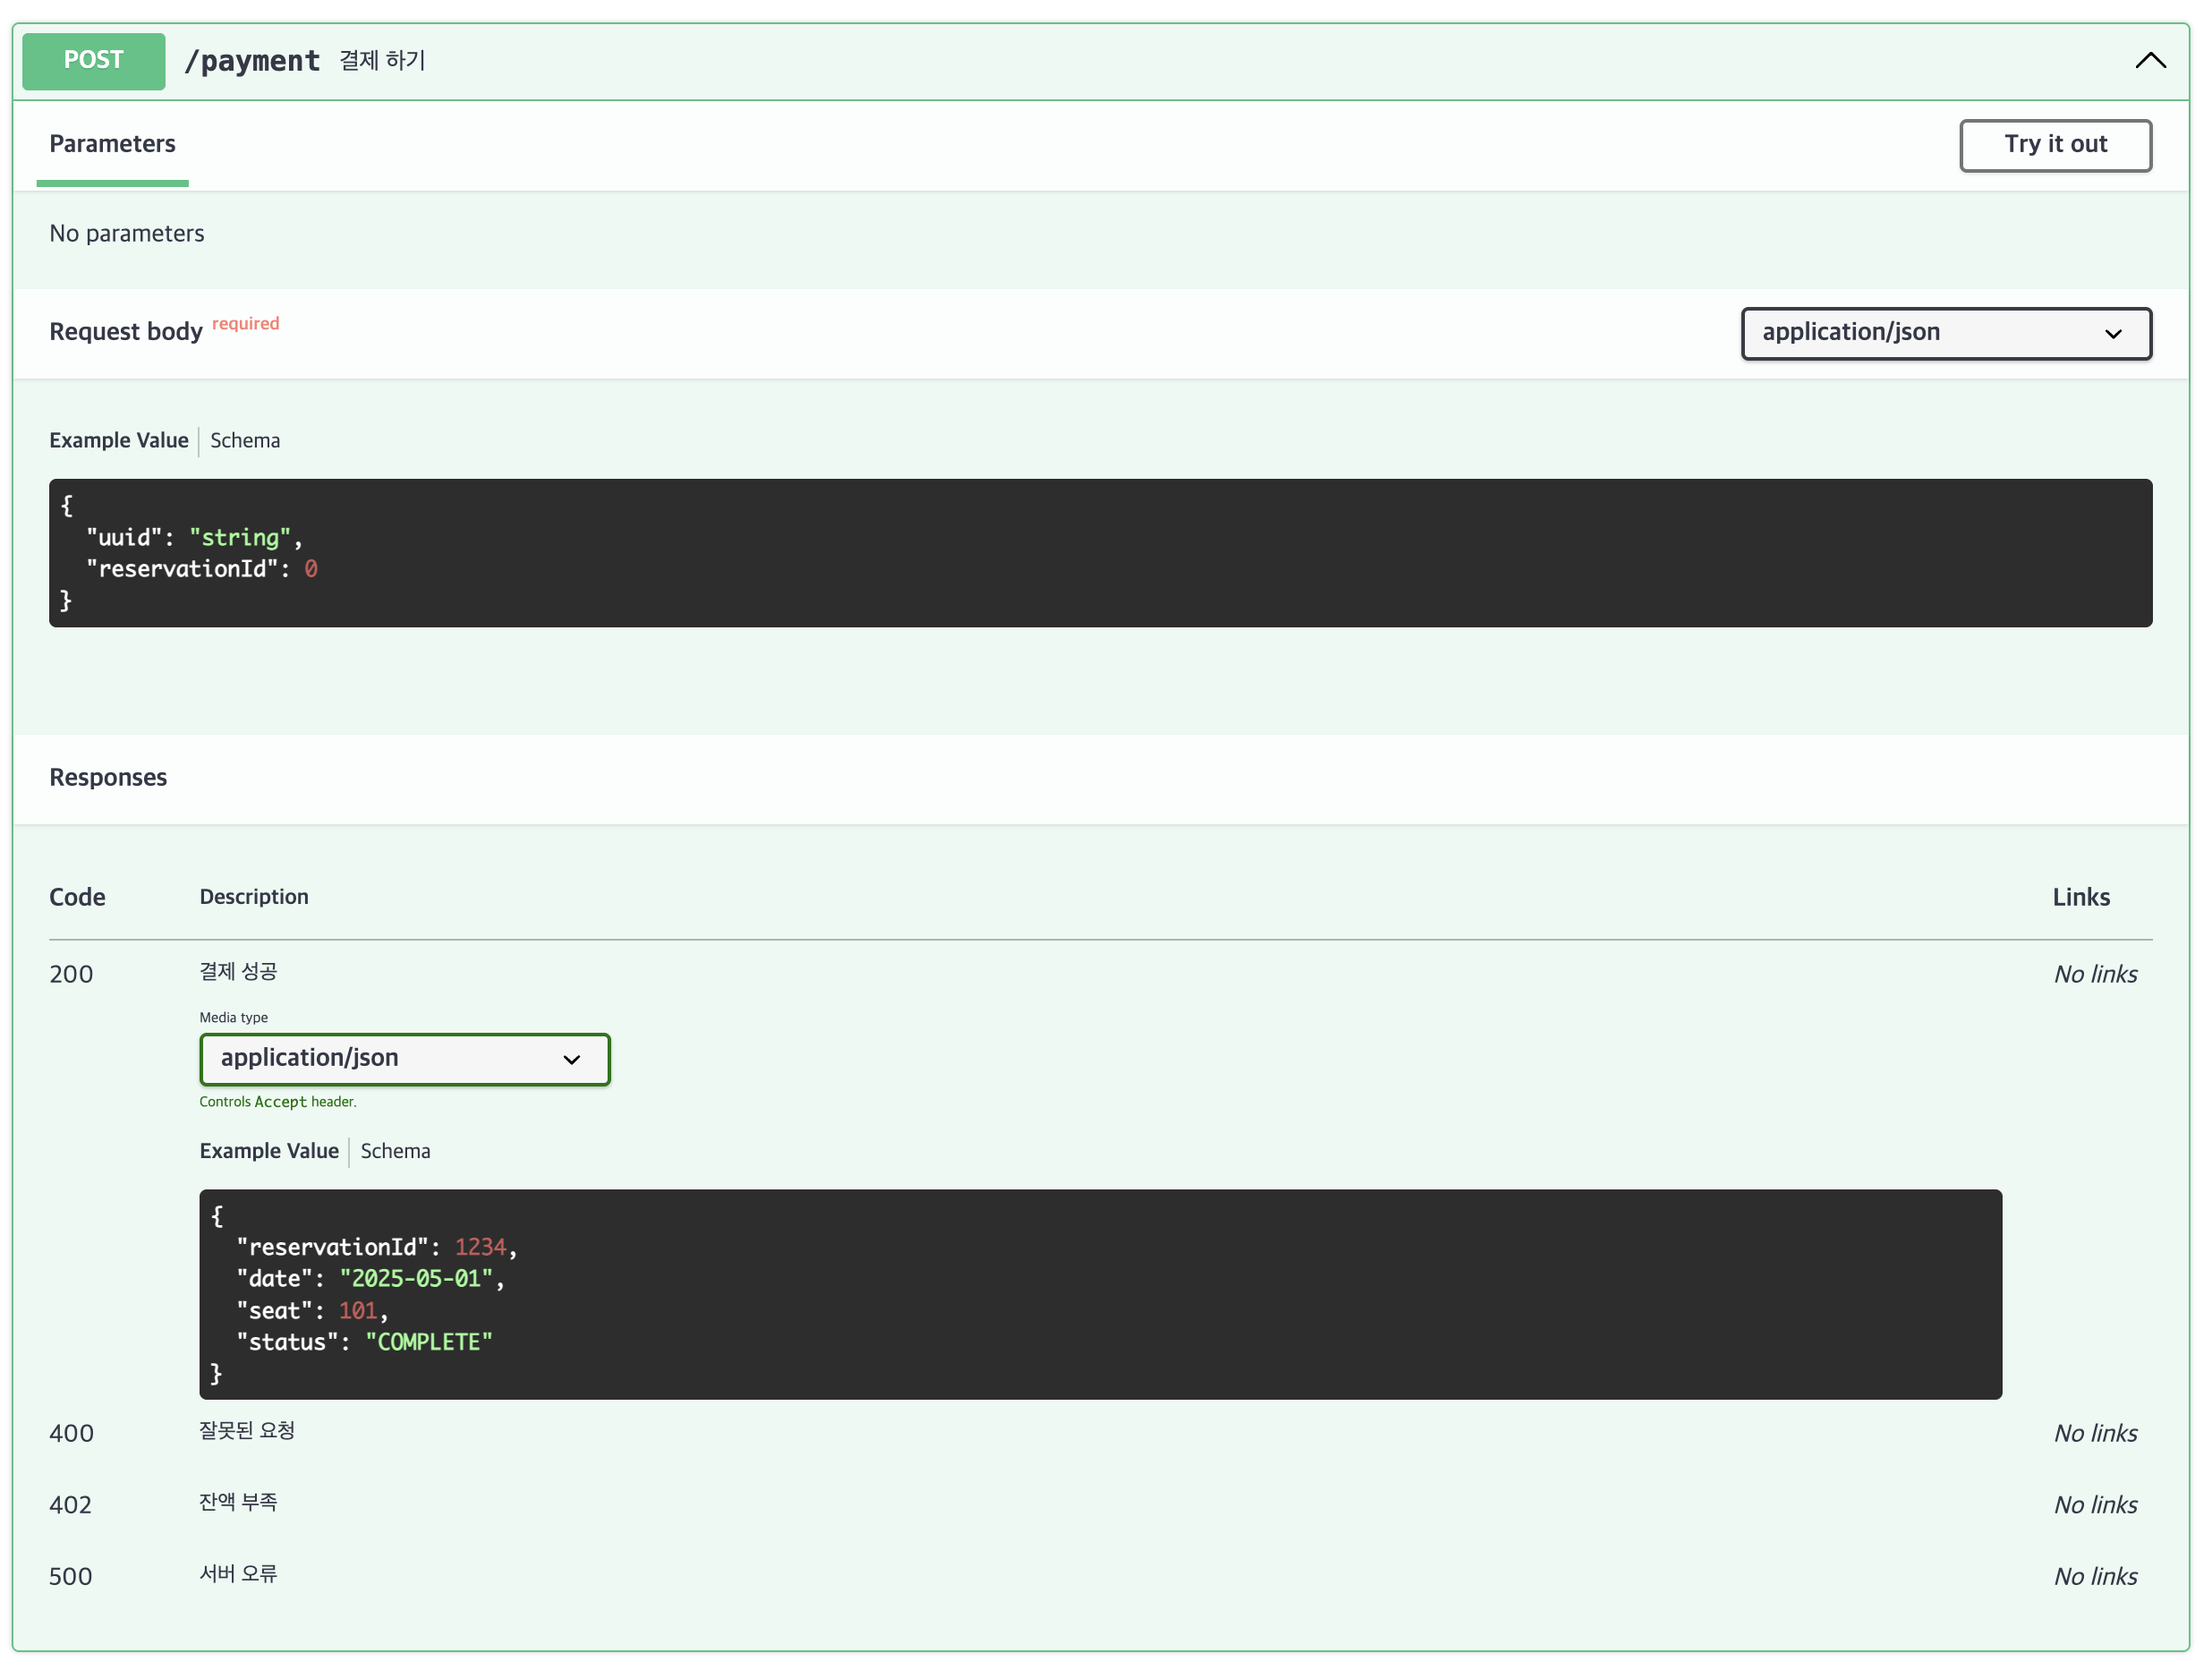 POST /payment 결제 하기
Parameters
Try it out
No parameters
Request body required
application/json
Example Value Schema
{
  "uuid": "string",
  "reservationId": 0
}
Responses
Code Description Links
200 결제 성공 No links
Media type
application/json
Controls Accept header.
Example Value Schema
{
  "reservationId": 1234,
  "date": "2025-05-01",
  "seat": 101,
  "status": "COMPLETE"
}
400 잘못된 요청 No links
402 잔액 부족 No links
500 서버 오류 No links